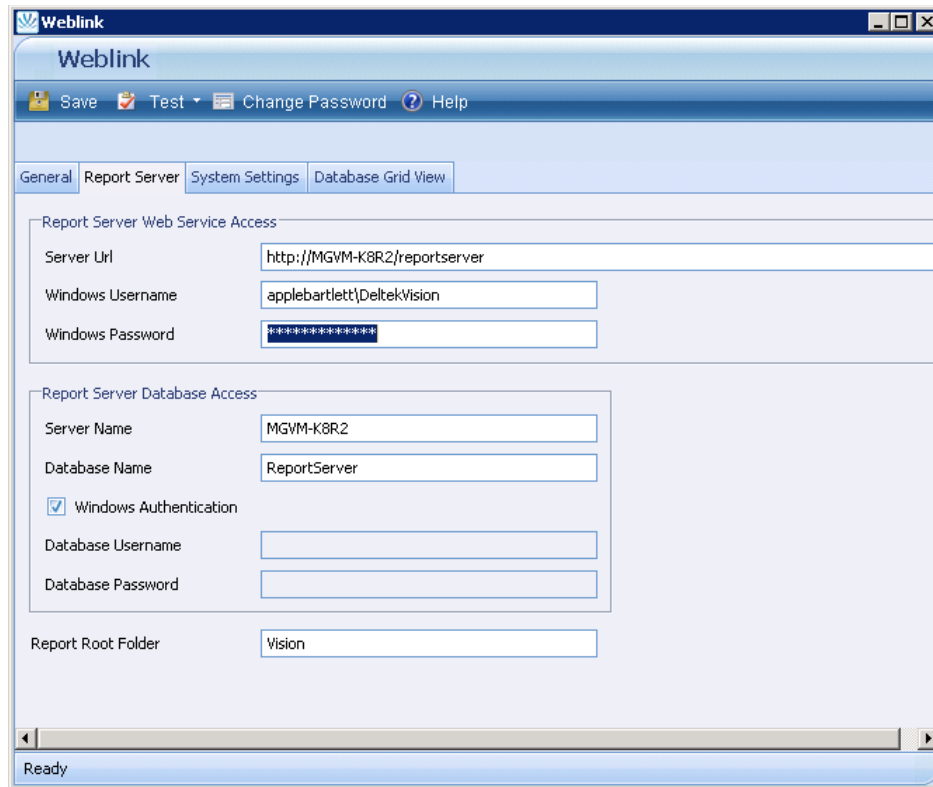 Weblink
Weblink
Save Test Change Password Help
General Report Server System Settings Database Grid View
Report Server Web Service Access
Server Url http://MGVM-K8R2/reportserver
Windows Username applebartlett\DeltekVision
Windows Password *************
Report Server Database Access
Server Name MGVM-K8R2
Database Name ReportServer
Windows Authentication
Database Username
Database Password
Report Root Folder Vision
Ready